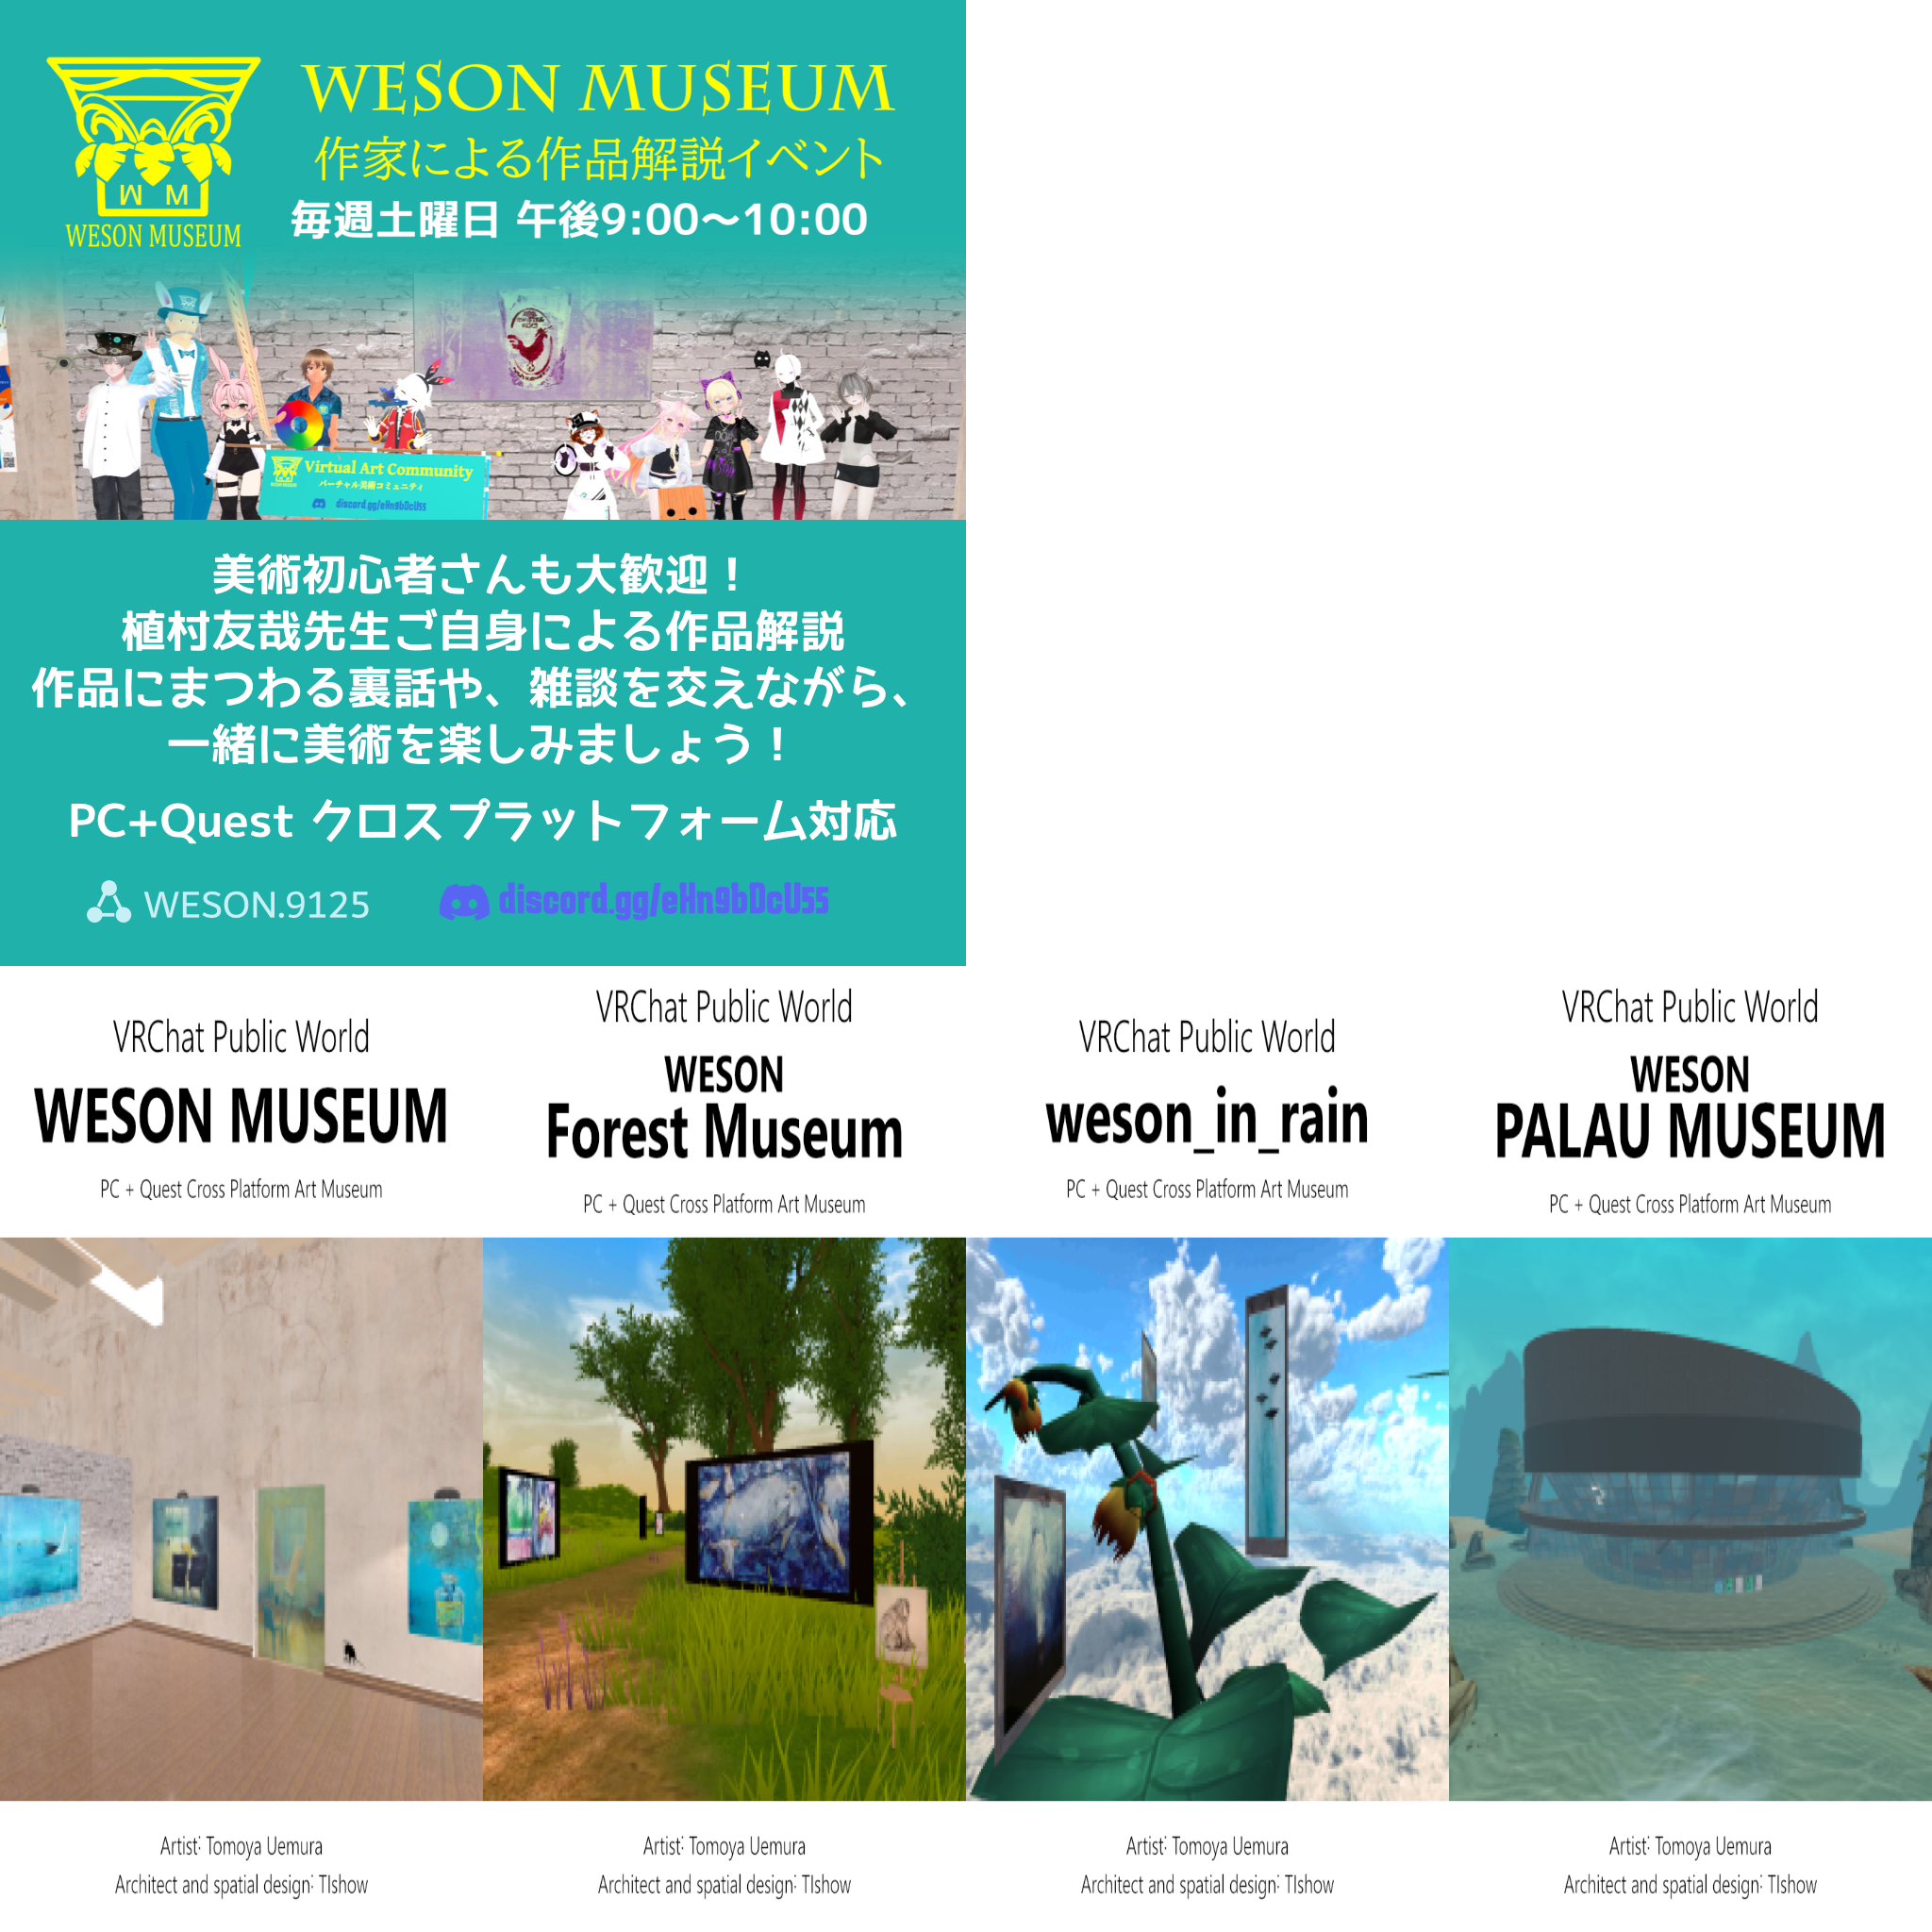 WESON MUSEUM
作家による作品解説イベント
毎週土曜日 午後9:00～10:00
W M
WESON MUSEUM
Virtual Art Community
バーチャル美術コミュニティ
discord.gg/eHn9bDcU55
美術初心者さんも大歓迎！
植村友哉先生ご自身による作品解説
作品にまつわる裏話や、雑談を交えながら、
一緒に美術を楽しみましょう！
PC+Quest クロスプラットフォーム対応
WESON.9125
discord.gg/eHn9bDcU55
VRChat Public World
WESON MUSEUM
PC + Quest Cross Platform Art Museum
Artist: Tomoya Uemura
Architect and spatial design: TIshow
VRChat Public World
WESON
Forest Museum
PC + Quest Cross Platform Art Museum
Artist: Tomoya Uemura
Architect and spatial design: TIshow
VRChat Public World
weson_in_rain
PC + Quest Cross Platform Art Museum
Artist: Tomoya Uemura
Architect and spatial design: TIshow
VRChat Public World
WESON
PALAU MUSEUM
PC + Quest Cross Platform Art Museum
Artist: Tomoya Uemura
Architect and spatial design: TIshow